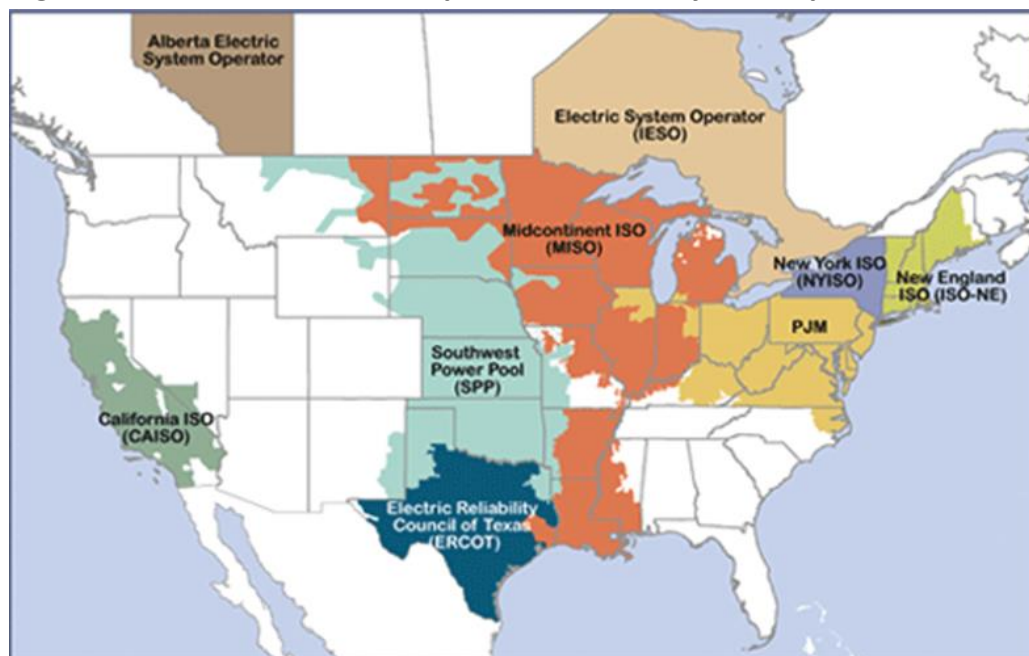 Alberta Electric
System Operator
Electric System Operator
(IESO)
Midcontinent ISO
(MISO)
New York ISO
(NYISO)
New England
ISO (ISO-NE)
PJM
Southwest
Power Pool
(SPP)
California ISO
(CAISO)
Electric Reliability
Council of Texas
(ERCOT)